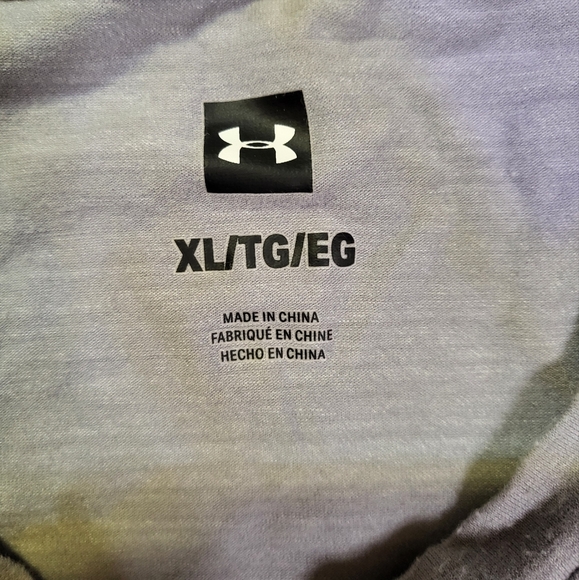 XL/TG/EG
MADE IN CHINA
FABRIQUÉ EN CHINE
HECHO EN CHINA